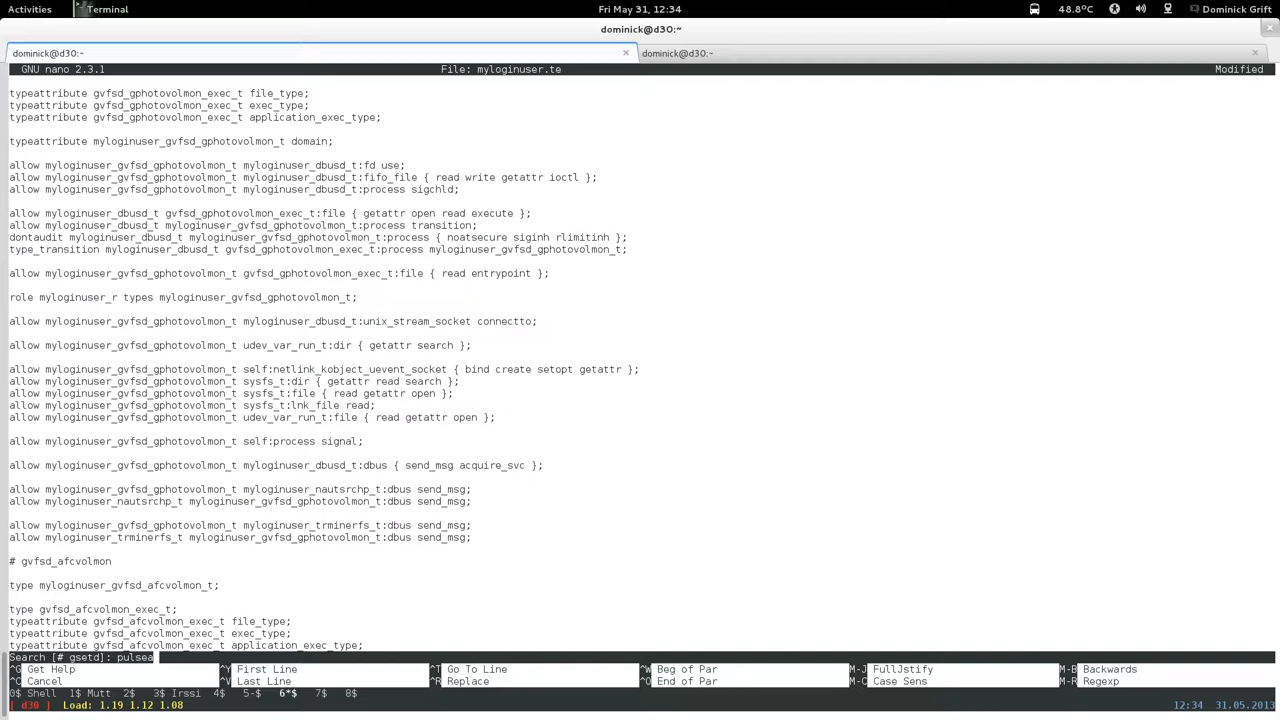 Activities Terminal Fri May 31, 12:34 48.8°C Dominick Grift
dominick@d30:~
dominick@d30:~ × dominick@d30:~ ×
GNU nano 2.3.1 File: myloginuser.te Modified
typeattribute gvfsd_gphotovolmon_exec_t file_type;
typeattribute gvfsd_gphotovolmon_exec_t exec_type;
typeattribute gvfsd_gphotovolmon_exec_t application_exec_type;
typeattribute myloginuser_gvfsd_gphotovolmon_t domain;
allow myloginuser_gvfsd_gphotovolmon_t myloginuser_dbusd_t:fd use;
allow myloginuser_gvfsd_gphotovolmon_t myloginuser_dbusd_t:fifo_file { read write getattr ioctl };
allow myloginuser_gvfsd_gphotovolmon_t myloginuser_dbusd_t:process sigchld;
allow myloginuser_dbusd_t gvfsd_gphotovolmon_exec_t:file { getattr open read execute };
allow myloginuser_dbusd_t myloginuser_gvfsd_gphotovolmon_t:process transition;
dontaudit myloginuser_dbusd_t myloginuser_gvfsd_gphotovolmon_t:process { noatsecure siginh rlimitinh };
type_transition myloginuser_dbusd_t gvfsd_gphotovolmon_exec_t:process myloginuser_gvfsd_gphotovolmon_t;
allow myloginuser_gvfsd_gphotovolmon_t gvfsd_gphotovolmon_exec_t:file { read entrypoint };
role myloginuser_r types myloginuser_gvfsd_gphotovolmon_t;
allow myloginuser_gvfsd_gphotovolmon_t myloginuser_dbusd_t:unix_stream_socket connectto;
allow myloginuser_gvfsd_gphotovolmon_t udev_var_run_t:dir { getattr search };
allow myloginuser_gvfsd_gphotovolmon_t self:netlink_kobject_uevent_socket { bind create setopt getattr };
allow myloginuser_gvfsd_gphotovolmon_t sysfs_t:dir { getattr read search };
allow myloginuser_gvfsd_gphotovolmon_t sysfs_t:file { read getattr open };
allow myloginuser_gvfsd_gphotovolmon_t sysfs_t:lnk_file read;
allow myloginuser_gvfsd_gphotovolmon_t udev_var_run_t:file { read getattr open };
allow myloginuser_gvfsd_gphotovolmon_t self:process signal;
allow myloginuser_gvfsd_gphotovolmon_t myloginuser_dbusd_t:dbus { send_msg acquire_svc };
allow myloginuser_gvfsd_gphotovolmon_t myloginuser_nautsrchp_t:dbus send_msg;
allow myloginuser_nautsrchp_t myloginuser_gvfsd_gphotovolmon_t:dbus send_msg;
allow myloginuser_gvfsd_gphotovolmon_t myloginuser_trminerfs_t:dbus send_msg;
allow myloginuser_trminerfs_t myloginuser_gvfsd_gphotovolmon_t:dbus send_msg;
# gvfsd_afcvolmon
type myloginuser_gvfsd_afcvolmon_t;
type gvfsd_afcvolmon_exec_t;
typeattribute gvfsd_afcvolmon_exec_t file_type;
typeattribute gvfsd_afcvolmon_exec_t exec_type;
typeattribute gvfsd_afcvolmon_exec_t application_exec_type;
Search [# gsetd]: pulsea
^G Get Help ^Y First Line ^T Go To Line ^W Beg of Par M-J FullJstify M-B Backwards
^C Cancel ^V Last Line ^R Replace ^O End of Par M-C Case Sens M-R Regexp
0$ Shell 1$ Mutt 2$ 3$ Irssi 4$ 5-$ 6*$ 7$ 8$
[ d30 ] Load: 1.19 1.12 1.08 12:34 31.05.2013